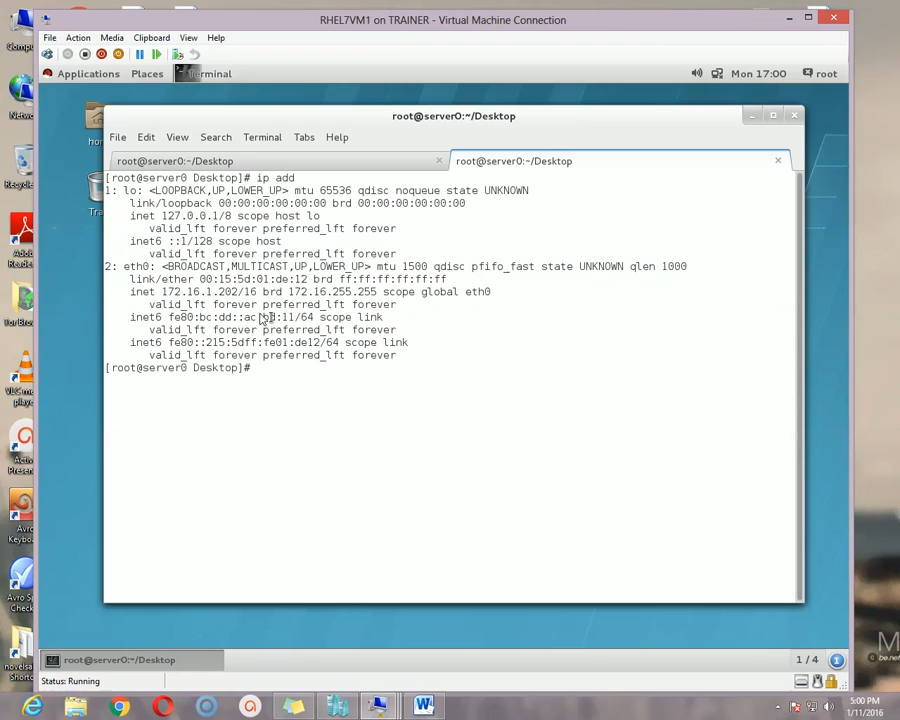 RHEL7VM1 on TRAINER - Virtual Machine Connection
File Action Media Clipboard View Help
Applications Places Terminal Mon 17:00 root
root@server0:~/Desktop
File Edit View Search Terminal Tabs Help
root@server0:~/Desktop × root@server0:~/Desktop ×
[root@server0 Desktop]# ip add
1: lo: <LOOPBACK,UP,LOWER_UP> mtu 65536 qdisc noqueue state UNKNOWN
link/loopback 00:00:00:00:00:00 brd 00:00:00:00:00:00
inet 127.0.0.1/8 scope host lo
valid_lft forever preferred_lft forever
inet6 ::1/128 scope host
valid_lft forever preferred_lft forever
2: eth0: <BROADCAST,MULTICAST,UP,LOWER_UP> mtu 1500 qdisc pfifo_fast state UNKNOWN qlen 1000
link/ether 00:15:5d:01:de:12 brd ff:ff:ff:ff:ff:ff
inet 172.16.1.202/16 brd 172.16.255.255 scope global eth0
valid_lft forever preferred_lft forever
inet6 scope link
valid_lft forever preferred_lft forever
inet6 fe80::215:5dff:fe01:de12/64 scope link
valid_lft forever preferred_lft forever
[root@server0 Desktop]#
root@server0:~/Desktop
1 / 4
Status: Running
5:00 PM
1/11/2016